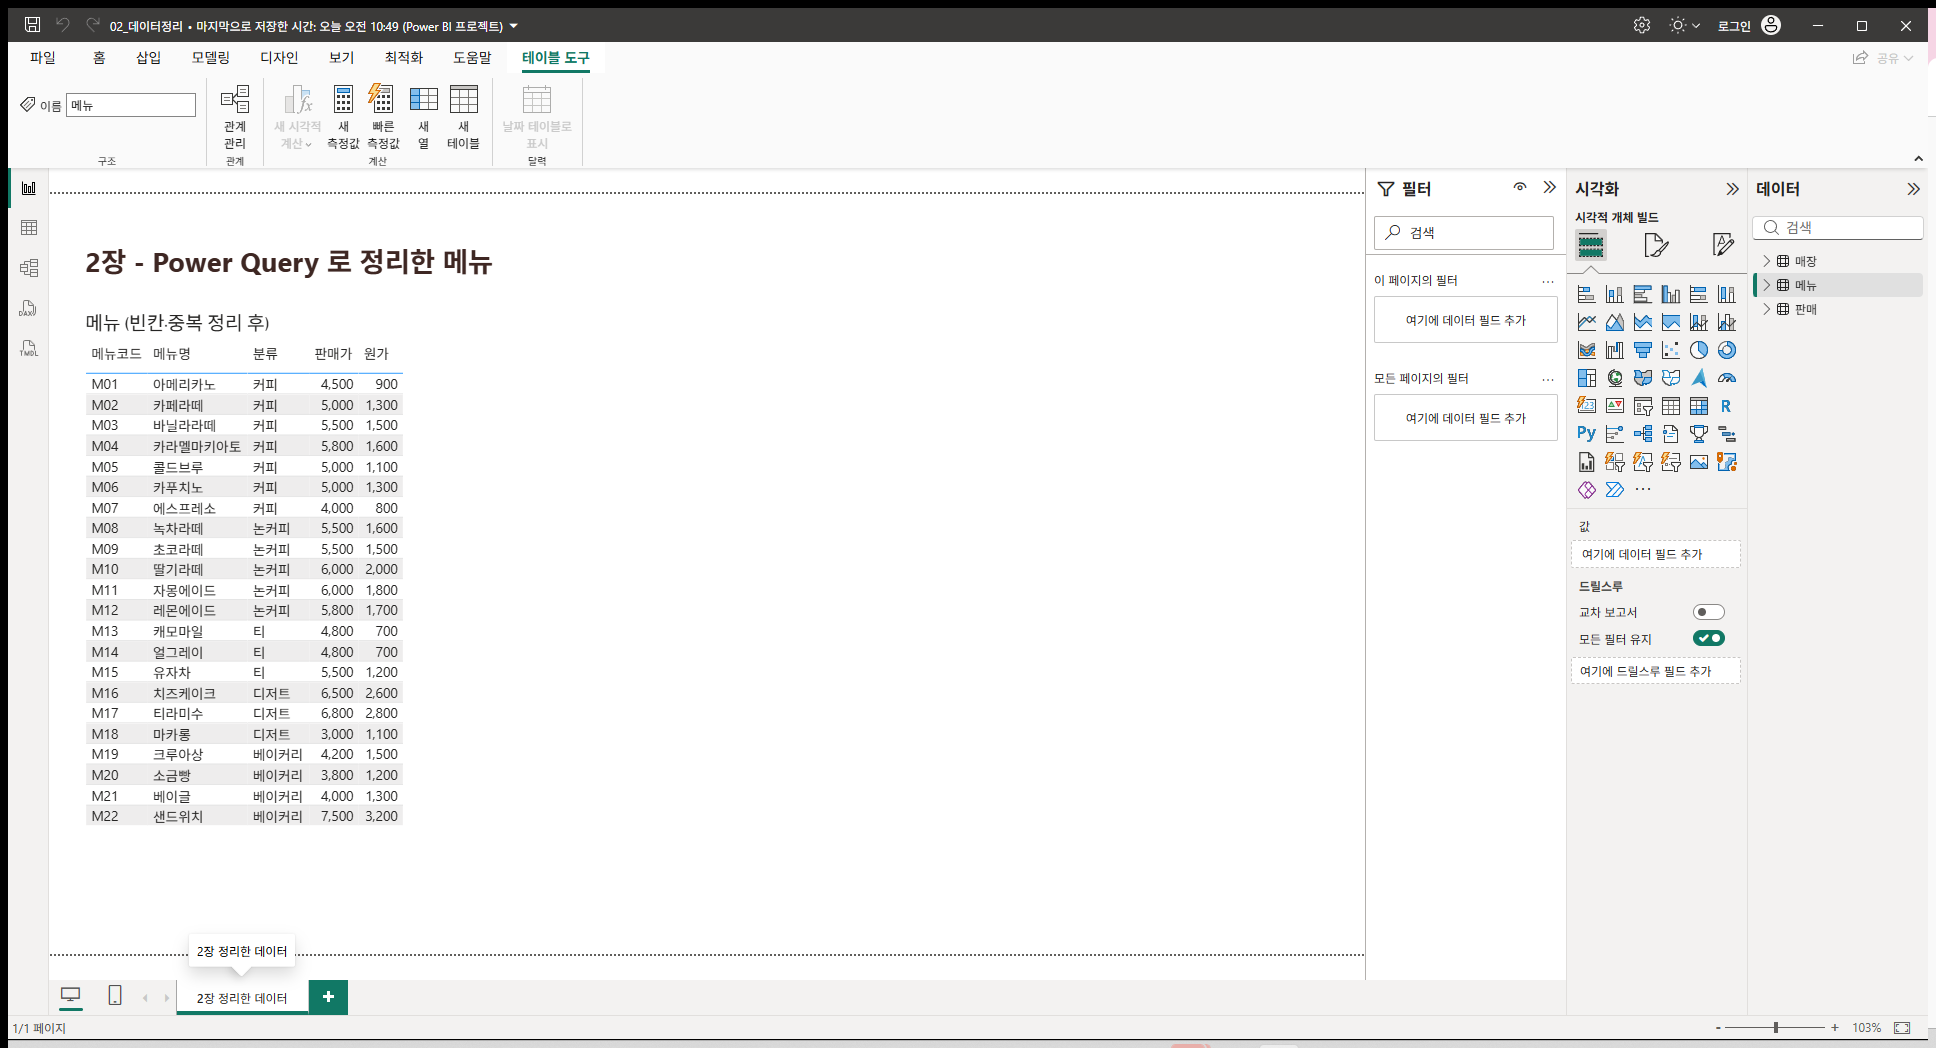 02_데이터정리 • 마지막으로 저장한 시간: 오늘 오전 10:49 (Power BI 프로젝트)
로그인
파일 홈 삽입 모델링 디자인 보기 최적화 도움말 테이블 도구
공유
이름 메뉴
구조
관계 관리
관계
새 시각적 계산
새 측정값
빠른 측정값
새 열
새 테이블
계산
날짜 테이블로 표시
달력
2장 - Power Query 로 정리한 메뉴
메뉴 (빈칸·중복 정리 후)
메뉴코드 메뉴명 분류 판매가 원가
M01 아메리카노 커피 4,500 900
M02 카페라떼 커피 5,000 1,300
M03 바닐라라떼 커피 5,500 1,500
M04 카라멜마키아토 커피 5,800 1,600
M05 콜드브루 커피 5,000 1,100
M06 카푸치노 커피 5,000 1,300
M07 에스프레소 커피 4,000 800
M08 녹차라떼 논커피 5,500 1,600
M09 초코라떼 논커피 5,500 1,500
M10 딸기라떼 논커피 6,000 2,000
M11 자몽에이드 논커피 6,000 1,800
M12 레몬에이드 논커피 5,800 1,700
M13 캐모마일 티 4,800 700
M14 얼그레이 티 4,800 700
M15 유자차 티 5,500 1,200
M16 치즈케이크 디저트 6,500 2,600
M17 티라미수 디저트 6,800 2,800
M18 마카롱 디저트 3,000 1,100
M19 크루아상 베이커리 4,200 1,500
M20 소금빵 베이커리 3,800 1,200
M21 베이글 베이커리 4,000 1,300
M22 샌드위치 베이커리 7,500 3,200
2장 정리한 데이터
2장 정리한 데이터
1/1 페이지
필터
검색
이 페이지의 필터 ...
여기에 데이터 필드 추가
모든 페이지의 필터 ...
여기에 데이터 필드 추가
시각화
시각적 개체 빌드
값
여기에 데이터 필드 추가
드릴스루
교차 보고서
모든 필터 유지
여기에 드릴스루 필드 추가
데이터
검색
매장
메뉴
판매
DAX
TMDL
123
R
Py
...
- + 103%